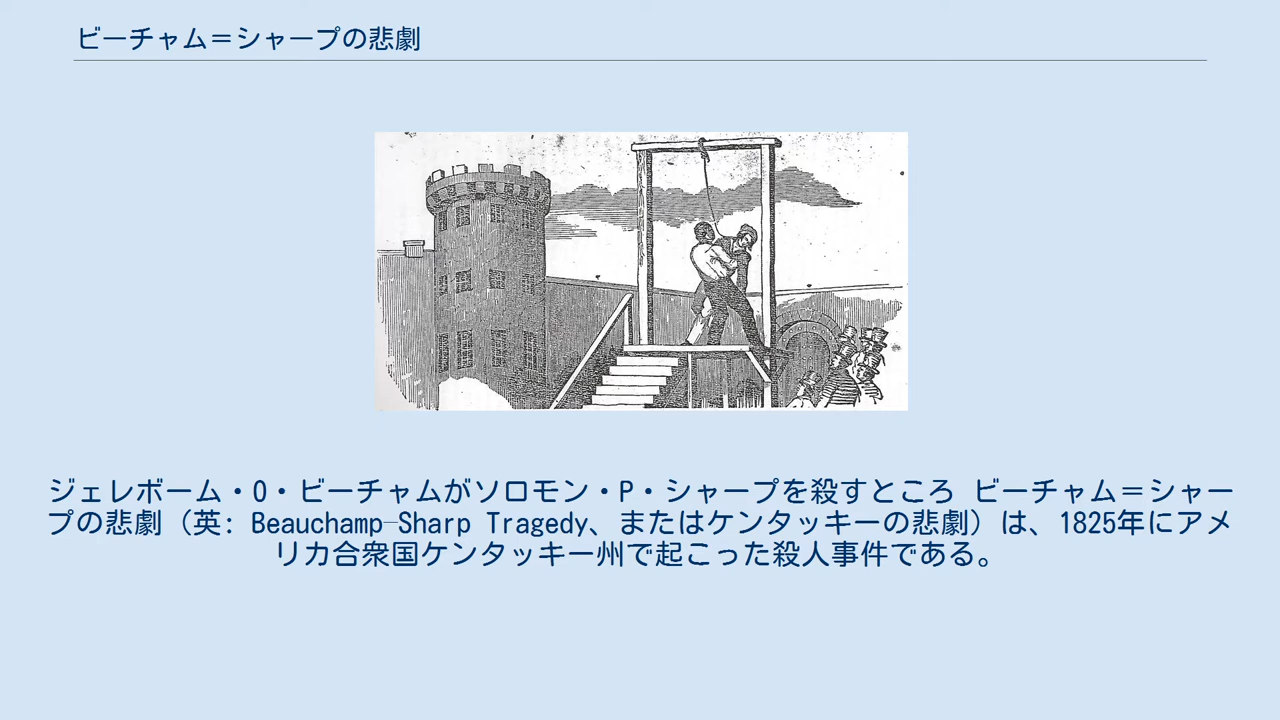 ビーチャム＝シャープの悲劇
ジェレボーム・O・ビーチャムがソロモン・P・シャープを殺すところ ビーチャム＝シャー
プの悲劇（英: Beauchamp–Sharp Tragedy、またはケンタッキーの悲劇）は、1825年にアメ
リカ合衆国ケンタッキー州で起こった殺人事件である。